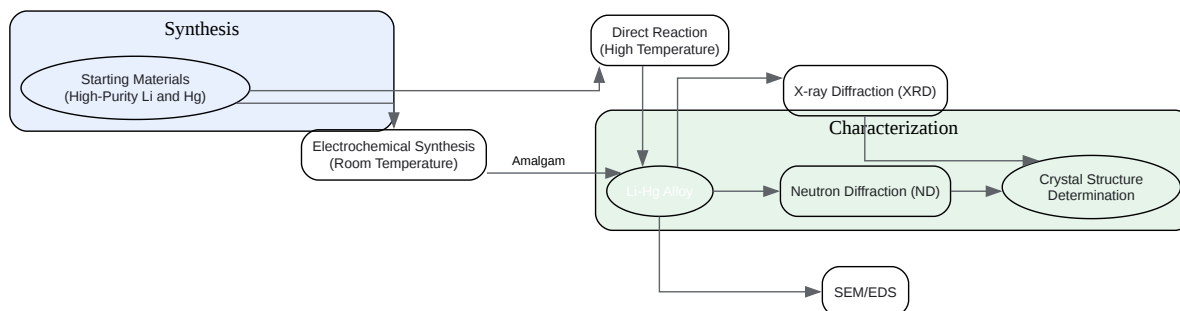 Synthesis
Starting Materials
(High-Purity Li and Hg)
Direct Reaction
(High Temperature)
Electrochemical Synthesis
(Room Temperature)
Amalgam
X-ray Diffraction (XRD)
Characterization
Li-Hg Alloy
Neutron Diffraction (ND)
Crystal Structure
Determination
SEM/EDS